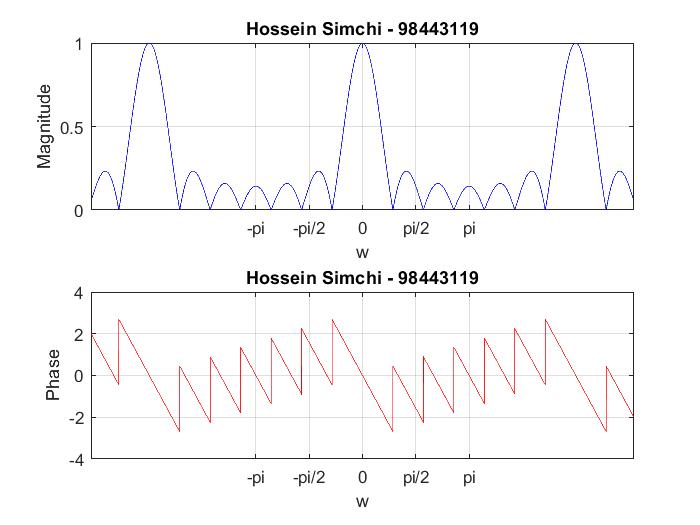 Hossein Simchi - 98443119
1
0.5
0
Magnitude
-pi -pi/2 0 pi/2 pi
w
Hossein Simchi - 98443119
4
2
0
-2
-4
Phase
-pi -pi/2 0 pi/2 pi
w